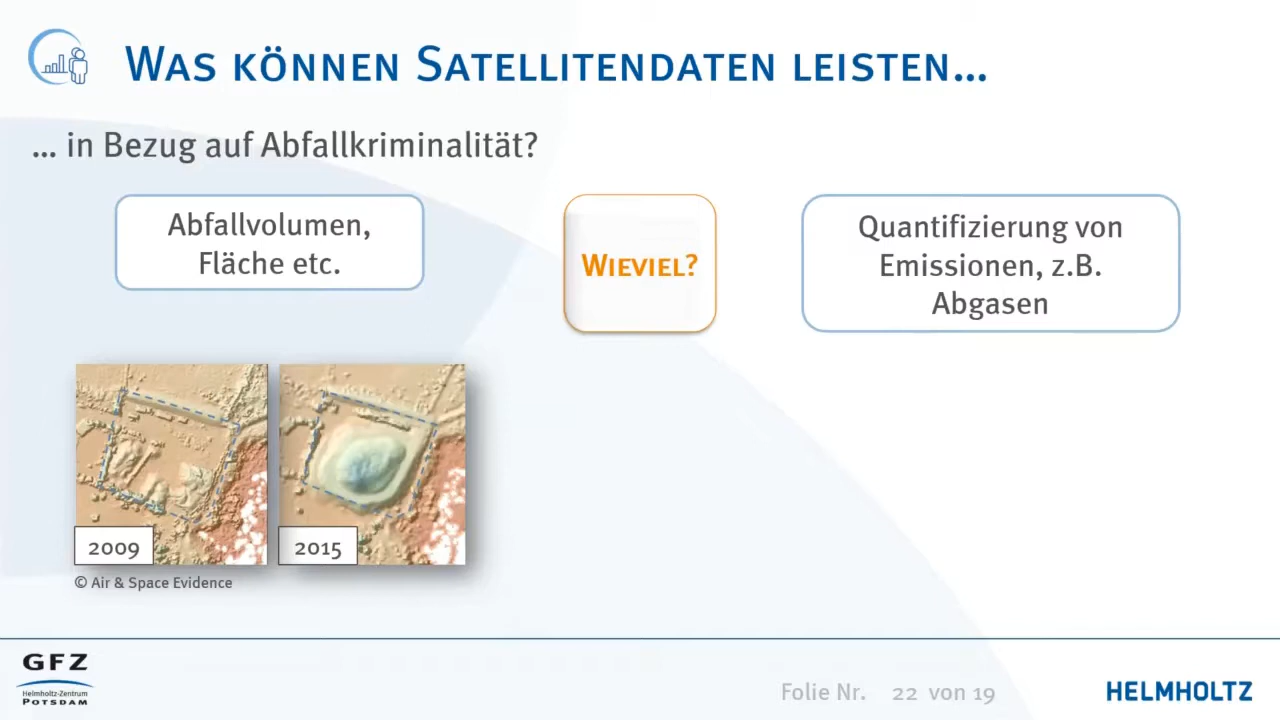 Was können Satellitendaten leisten...
... in Bezug auf Abfallkriminalität?
Abfallvolumen,
Fläche etc.
Wieviel?
Quantifizierung von
Emissionen, z.B.
Abgasen
2009
2015
© Air & Space Evidence
GFZ
Helmholtz-Zentrum
Potsdam
Folie Nr. 22 von 19
HELMHOLTZ